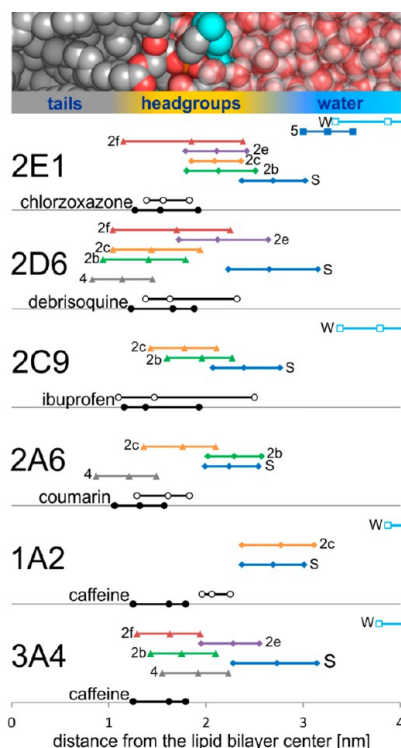 tails headgroups water
W
5
2f
2e
2c
2b
S
2E1
chlorzoxazone
2f
2e
2c
2b
S
4
2D6
debrisoquine
W
2c
2b
S
2C9
ibuprofen
2c
2b
S
4
2A6
coumarin
W
2c
S
1A2
caffeine
W
2f
2e
2b
S
4
3A4
caffeine
0 1 2 3 4
distance from the lipid bilayer center [nm]